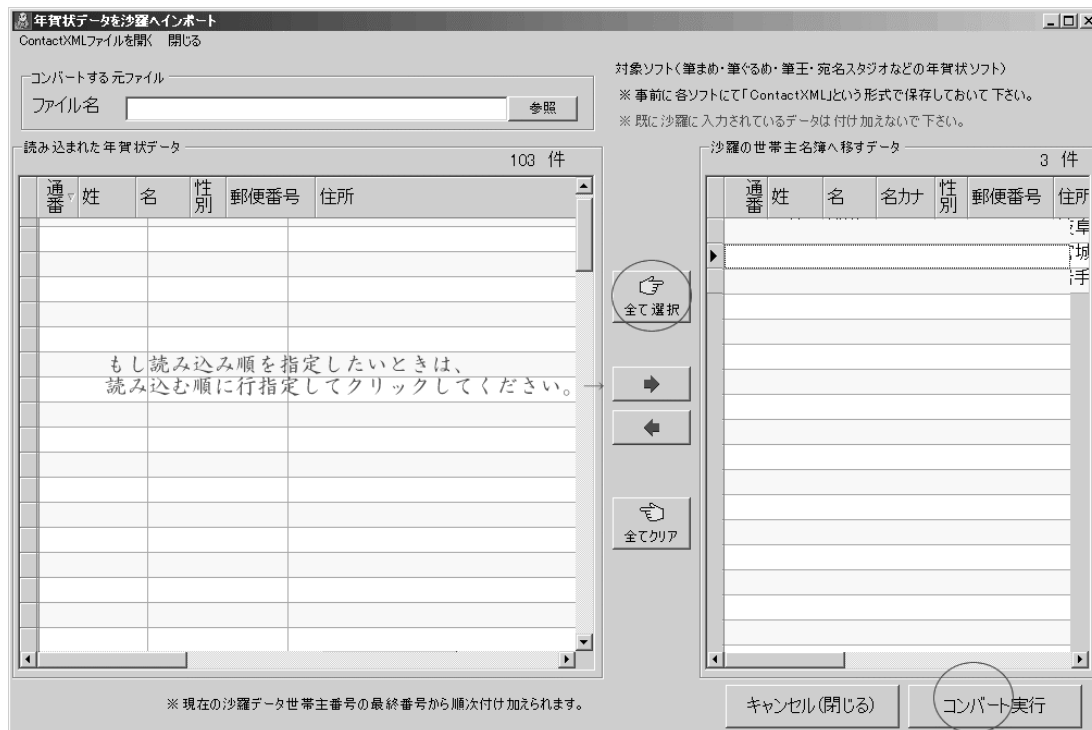 年賀状データを沙羅へインポート
ContactXMLファイルを開く 閉じる
コンバートする元ファイル
ファイル名
参照
対象ソフト(筆まめ・筆ぐるめ・筆王・宛名スタジオなどの年賀状ソフト)
※ 事前に各ソフトにて「ContactXML」という形式で保存しておいて下さい。
※ 既に沙羅に入力されているデータは付け加えないで下さい。
読み込まれた年賀状データ
103 件
通番 姓 名 性別 郵便番号 住所
もし読み込み順を指定したいときは、
読み込む順に行指定してクリックしてください。→
全て選択
全てクリア
沙羅の世帯主名簿へ移すデータ
3 件
通番 姓 名 名カナ 性別 郵便番号 住所
※ 現在の沙羅データ世帯主番号の最終番号から順次付け加えられます。
キャンセル(閉じる)
コンバート実行